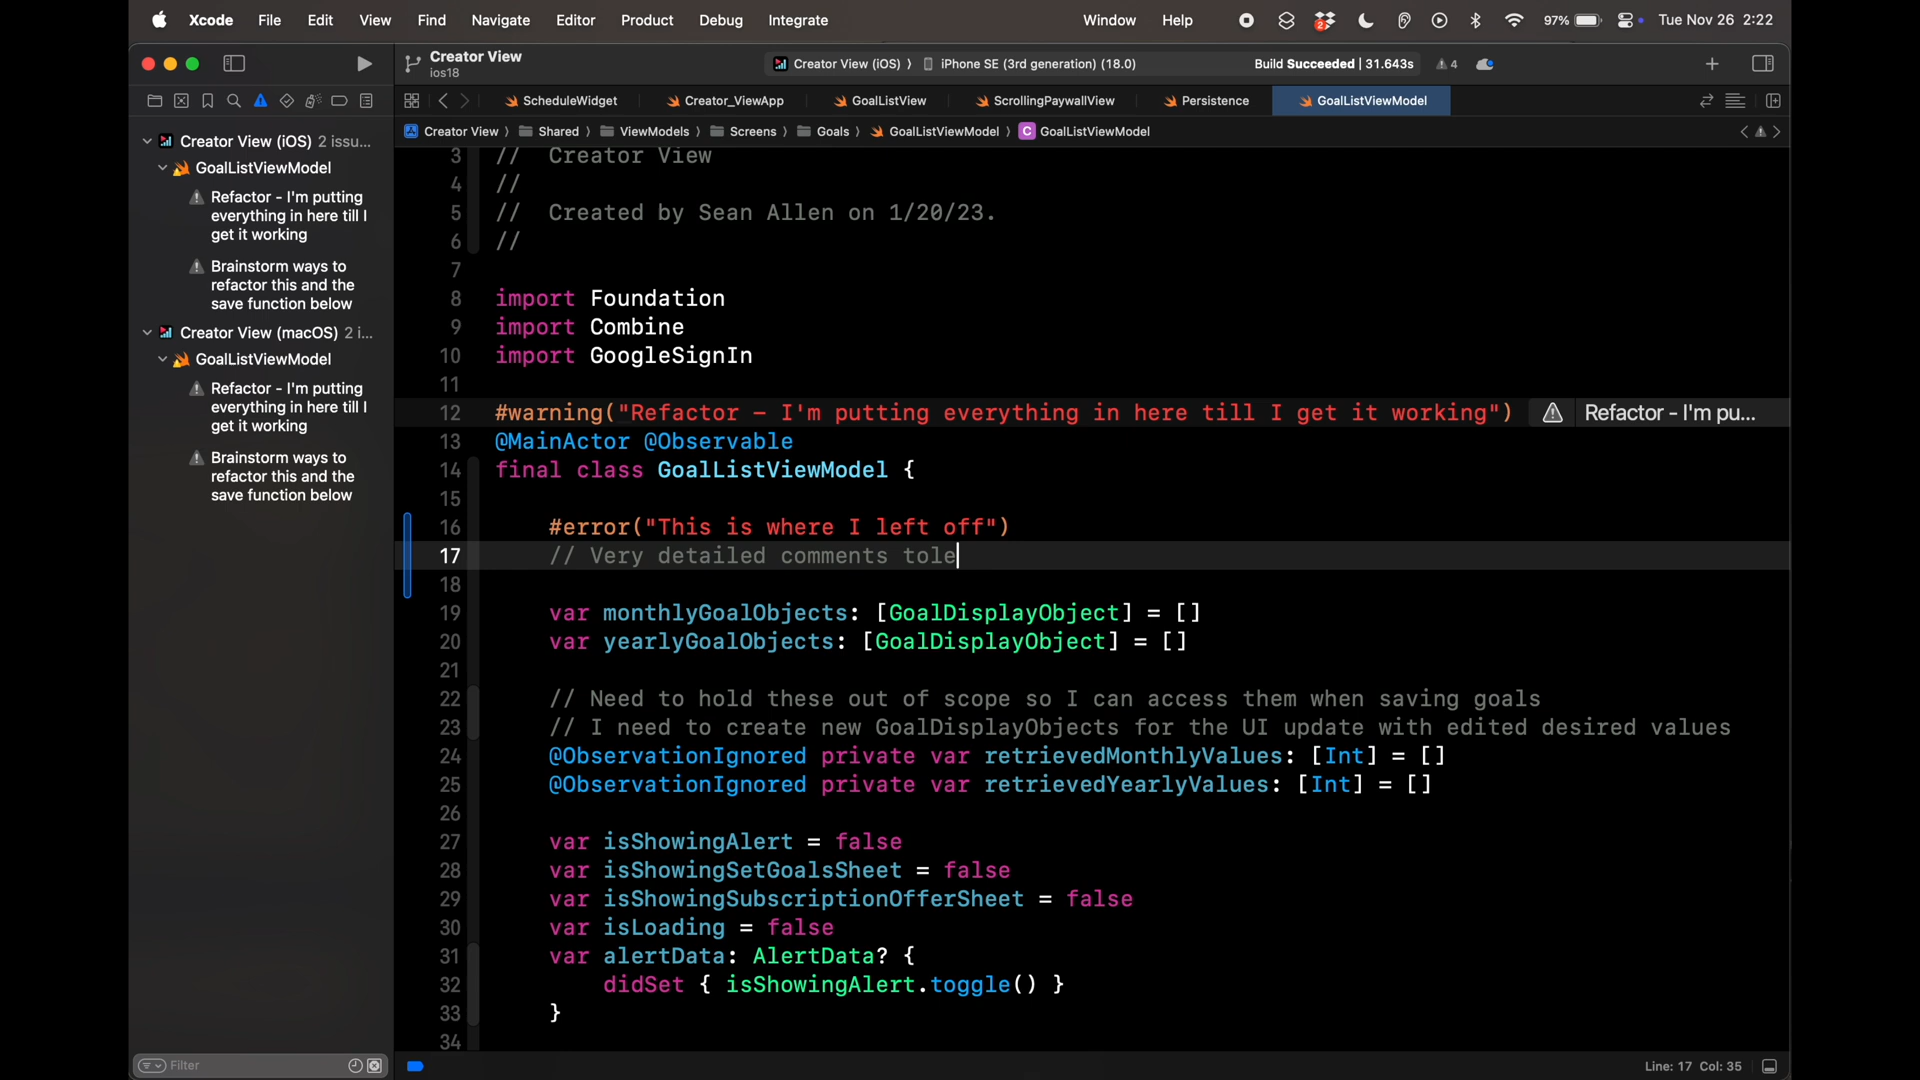 Xcode File Edit View Find Navigate Editor Product Debug Integrate Window Help 2 97% Tue Nov 26 2:22
Creator View
ios18
Creator View (iOS) 〉 iPhone SE (3rd generation) (18.0) Build Succeeded | 31.643s 4
ScheduleWidget Creator_ViewApp GoalListView ScrollingPaywallView Persistence GoalListViewModel
Creator View 〉 Shared 〉 ViewModels 〉 Screens 〉 Goals 〉 GoalListViewModel 〉 C GoalListViewModel
Creator View (iOS) 2 issu...
GoalListViewModel
Refactor - I'm putting
everything in here till I
get it working
Brainstorm ways to
refactor this and the
save function below
Creator View (macOS) 2 i...
GoalListViewModel
Refactor - I'm putting
everything in here till I
get it working
Brainstorm ways to
refactor this and the
save function below
Filter
3 //  Creator View
4 //
5 //  Created by Sean Allen on 1/20/23.
6 //
7
8 import Foundation
9 import Combine
10 import GoogleSignIn
11
12 #warning("Refactor – I'm putting everything in here till I get it working") Refactor - I'm pu...
13 @MainActor @Observable
14 final class GoalListViewModel {
15
16     #error("This is where I left off")
17     // Very detailed comments tole
18
19     var monthlyGoalObjects: [GoalDisplayObject] = []
20     var yearlyGoalObjects: [GoalDisplayObject] = []
21
22     // Need to hold these out of scope so I can access them when saving goals
23     // I need to create new GoalDisplayObjects for the UI update with edited desired values
24     @ObservationIgnored private var retrievedMonthlyValues: [Int] = []
25     @ObservationIgnored private var retrievedYearlyValues: [Int] = []
26
27     var isShowingAlert = false
28     var isShowingSetGoalsSheet = false
29     var isShowingSubscriptionOfferSheet = false
30     var isLoading = false
31     var alertData: AlertData? {
32         didSet { isShowingAlert.toggle() }
33     }
34
Line: 17 Col: 35